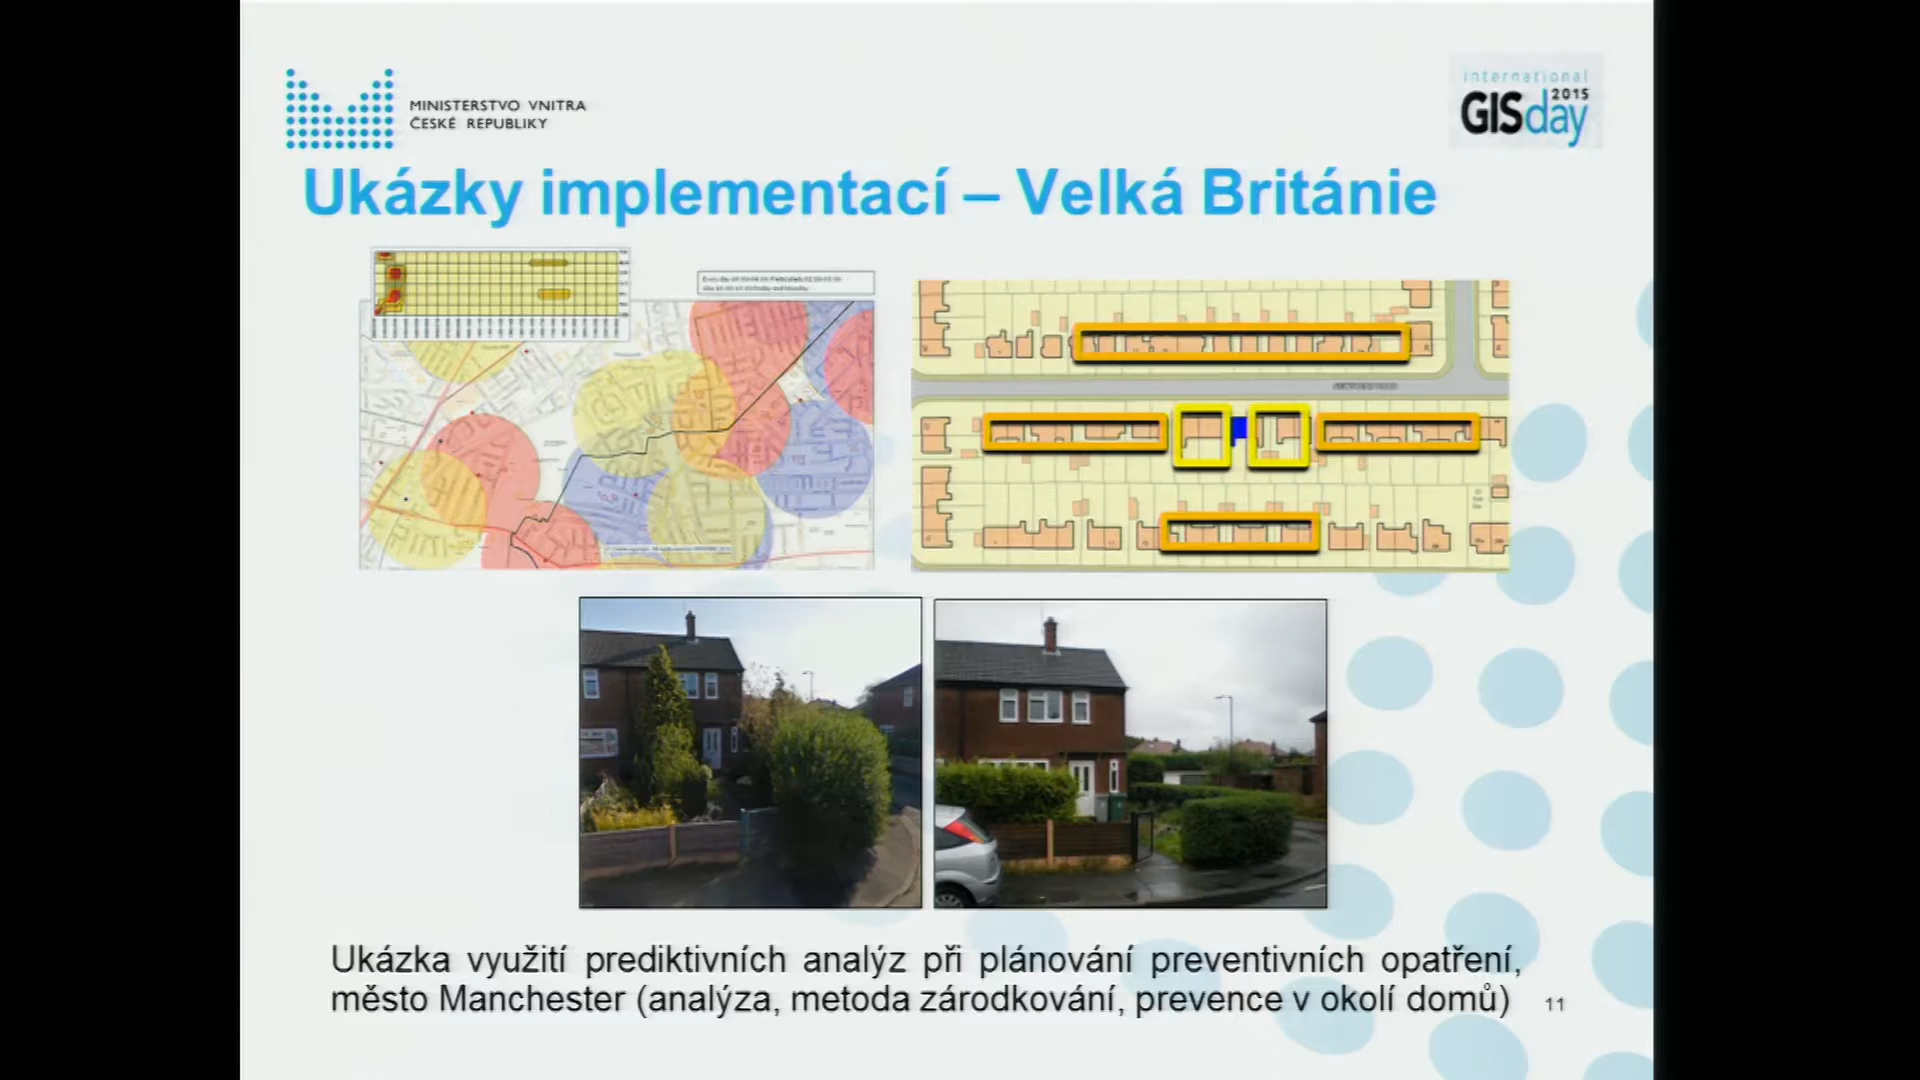 MINISTERSTVO VNITRA
ČESKÉ REPUBLIKY
international
2015
GISday
Ukázky implementací – Velká Británie
Ukázka využití prediktivních analýz při plánování preventivních opatření,
město Manchester (analýza, metoda zárodkování, prevence v okolí domů)
11